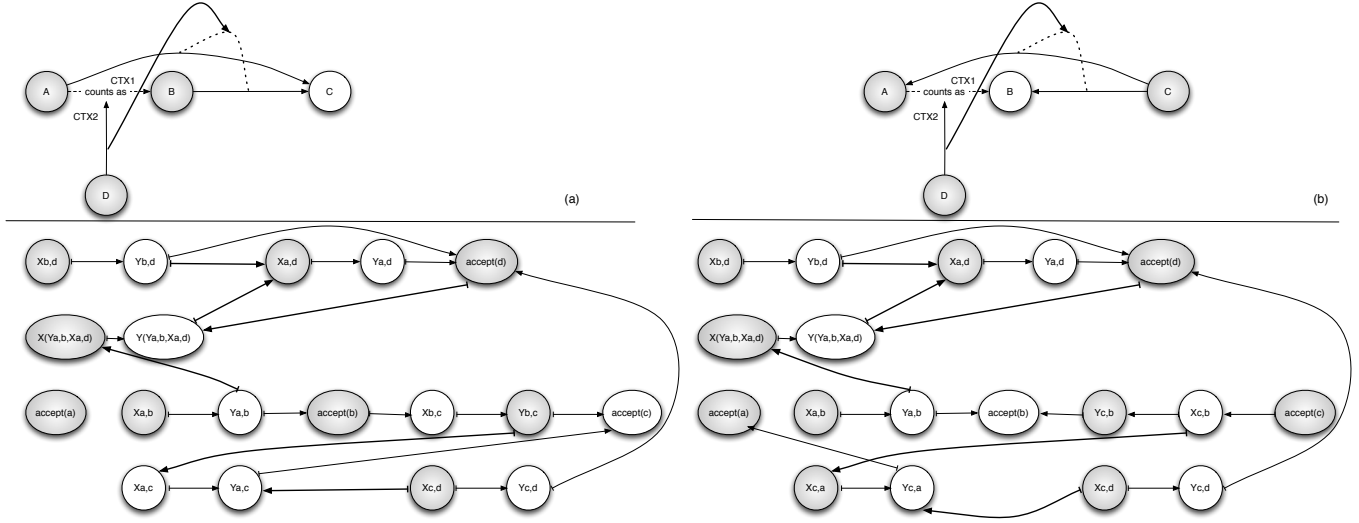 CTX1
A
counts as
B
C
CTX2
D
(a)
Xb,d
Yb,d
Xa,d
Ya,d
accept(d)
X(Ya,b,Xa,d)
Y(Ya,b,Xa,d)
accept(a)
Xa,b
Ya,b
accept(b)
Xb,c
Yb,c
accept(c)
Xa,c
Ya,c
Xc,d
Yc,d
CTX1
A
counts as
B
C
CTX2
D
(b)
Xb,d
Yb,d
Xa,d
Ya,d
accept(d)
X(Ya,b,Xa,d)
Y(Ya,b,Xa,d)
accept(a)
Xa,b
Ya,b
accept(b)
Yc,b
Xc,b
accept(c)
Xc,a
Yc,a
Xc,d
Yc,d